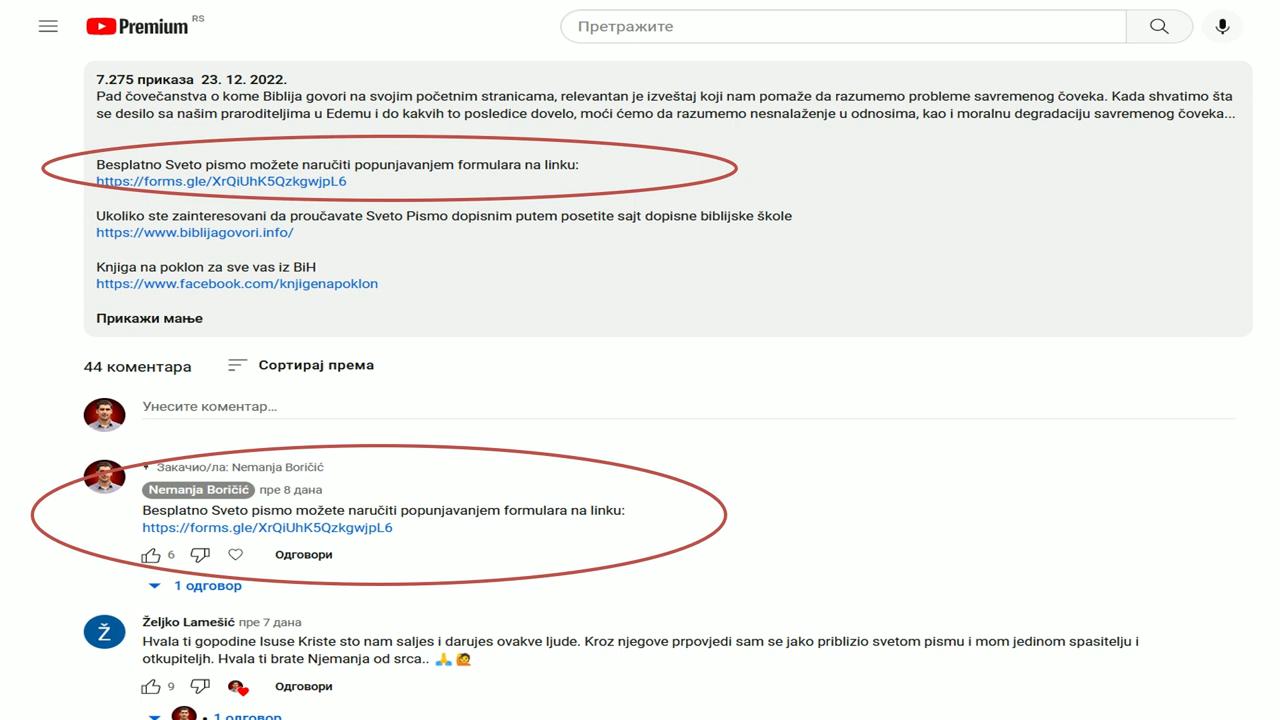 Premium RS
Претражите
7.275 приказа 23. 12. 2022.
Pad čovečanstva o kome Biblija govori na svojim početnim stranicama, relevantan je izveštaj koji nam pomaže da razumemo probleme savremenog čoveka. Kada shvatimo šta
se desilo sa našim praroditeljima u Edemu i do kakvih to posledice dovelo, moći ćemo da razumemo nesnalaženje u odnosima, kao i moralnu degradaciju savremenog čoveka...
Besplatno Sveto pismo možete naručiti popunjavanjem formulara na linku:
https://forms.gle/XrQiUhK5QzkgwjpL6
Ukoliko ste zainteresovani da proučavate Sveto Pismo dopisnim putem posetite sajt dopisne biblijske škole
https://www.biblijagovori.info/
Knjiga na poklon za sve vas iz BiH
https://www.facebook.com/knjigenapoklon
Прикажи мање
44 коментара
Сортирај према
Унесите коментар...
Закачио/ла: Nemanja Boričić
Nemanja Boričić пре 8 дана
Besplatno Sveto pismo možete naručiti popunjavanjem formulara na linku:
https://forms.gle/XrQiUhK5QzkgwjpL6
6 Одговори
1 одговор
Ž
Željko Lamešić пре 7 дана
Hvala ti gopodine Isuse Kriste sto nam saljes i darujes ovakve ljude. Kroz njegove prpovjedi sam se jako priblizio svetom pismu i mom jedinom spasitelju i
otkupiteljh. Hvala ti brate Njemanja od srca.. 🙏 🙋
9 Одговори
1 одговор